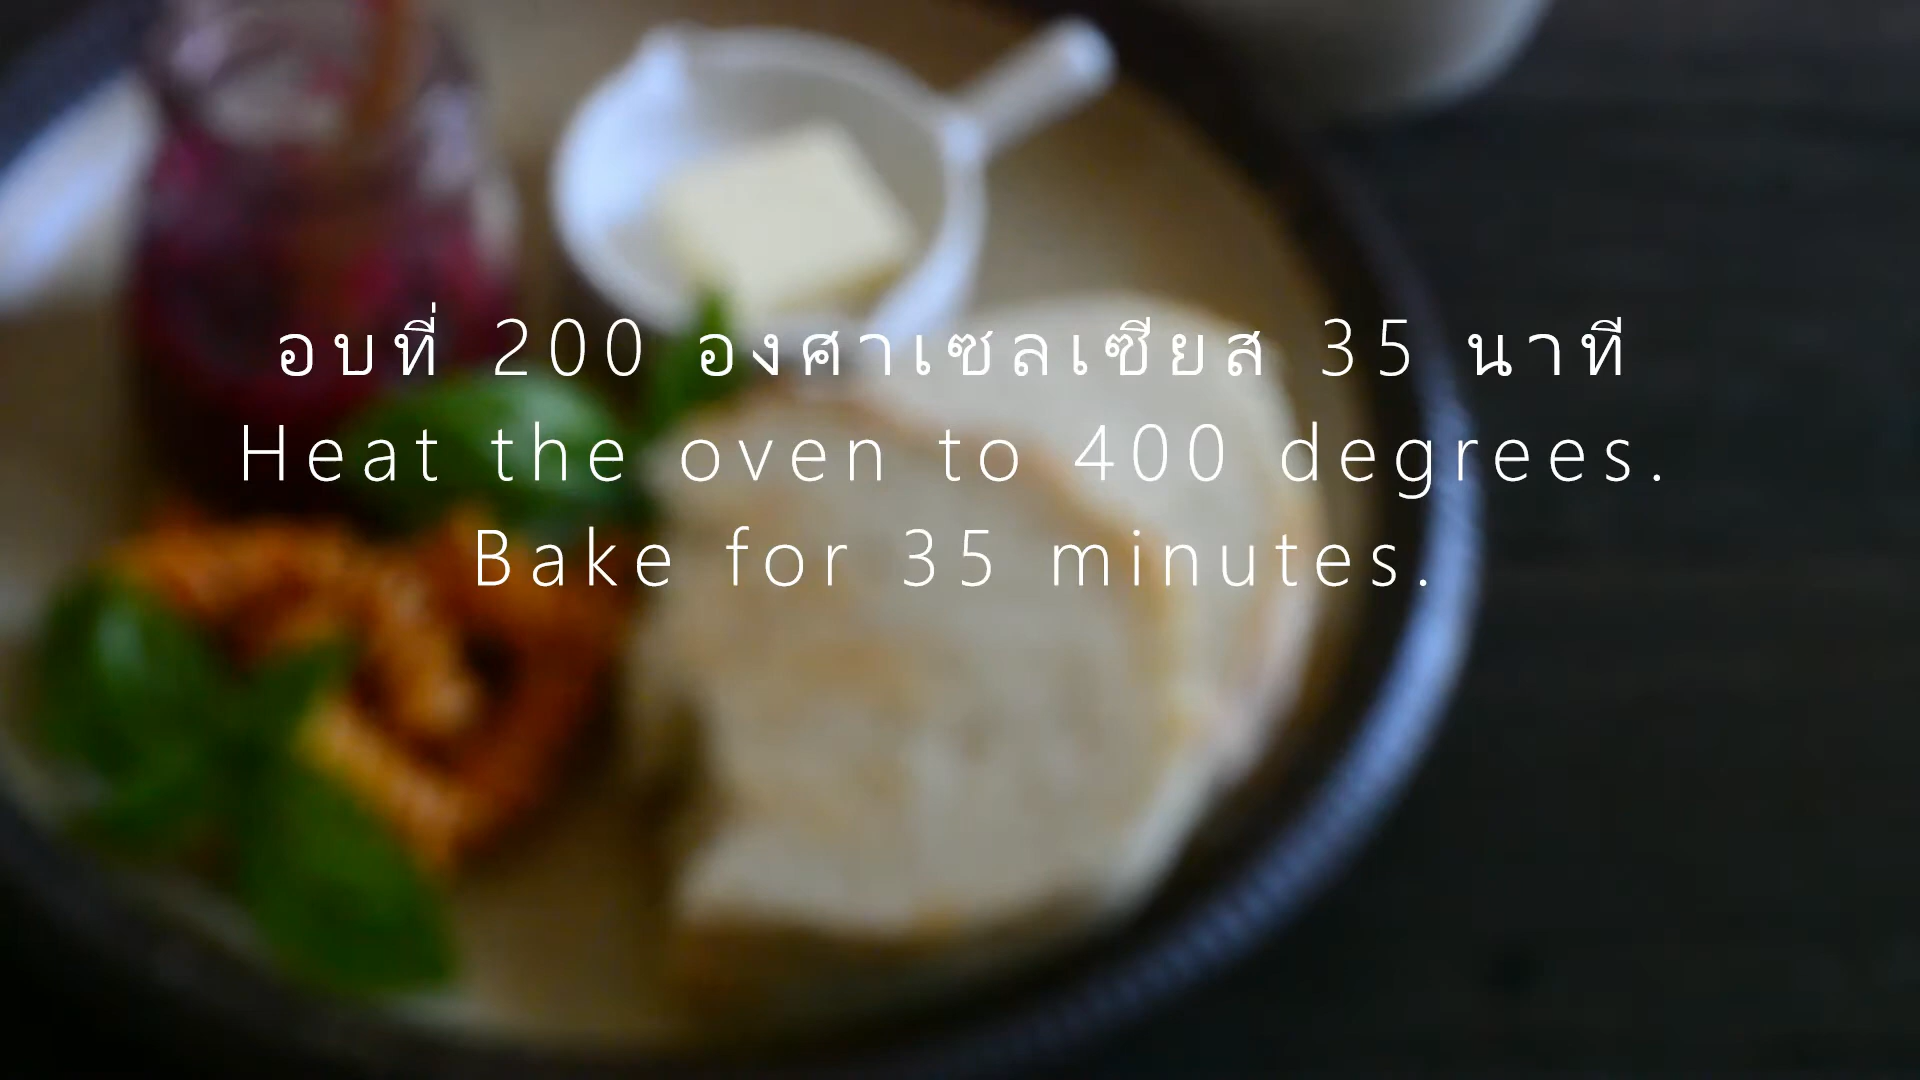 อบที่ 200 องศาเซลเซียส 35 นาที
Heat the oven to 400 degrees.
Bake for 35 minutes.